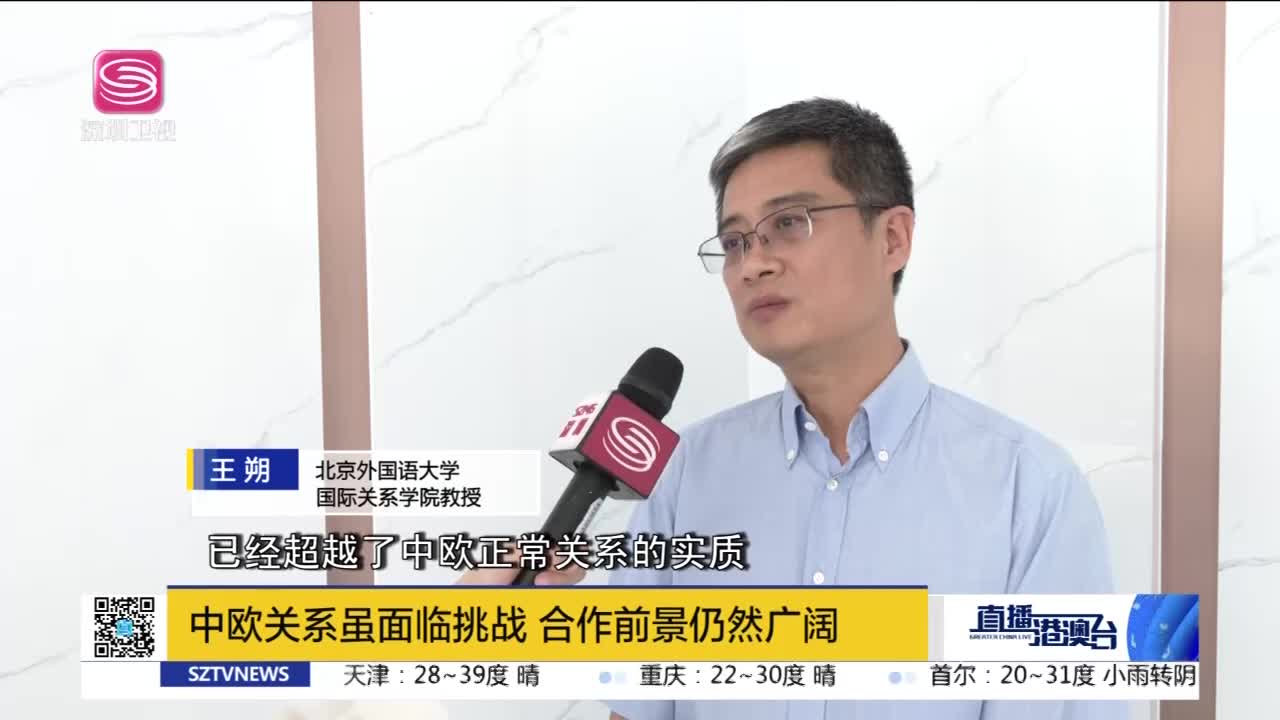 深圳卫视
SZMG
王朔
北京外国语大学
国际关系学院教授
已经超越了中欧正常关系的实质
中欧关系虽面临挑战 合作前景仍然广阔
直播港澳台
GREATER CHINA LIVE
SZTVNEWS
天津：28~39度 晴
重庆：22~30度 晴
首尔：20~31度 小雨转阴